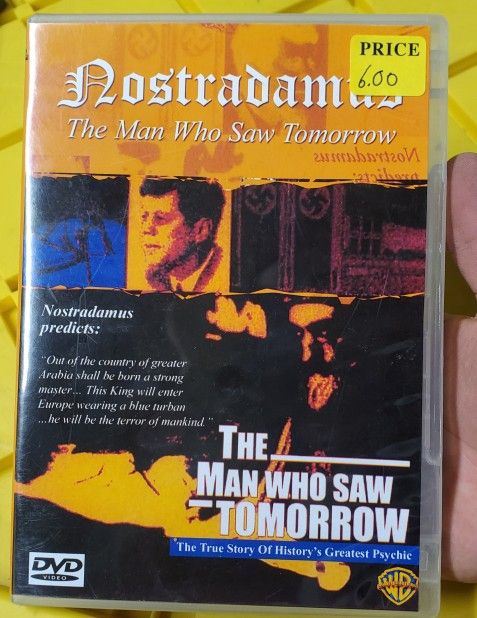 PRICE
6.00
Nostradamus
The Man Who Saw Tomorrow
Nostradamus
predicts:
Nostradamus
predicts:
"Out of the country of greater
Arabia shall be born a strong
master... This King will enter
Europe wearing a blue turban
...he will be the terror of mankind."
THE
MAN WHO SAW
TOMORROW
The True Story Of History's Greatest Psychic
DVD
VIDEO
WB